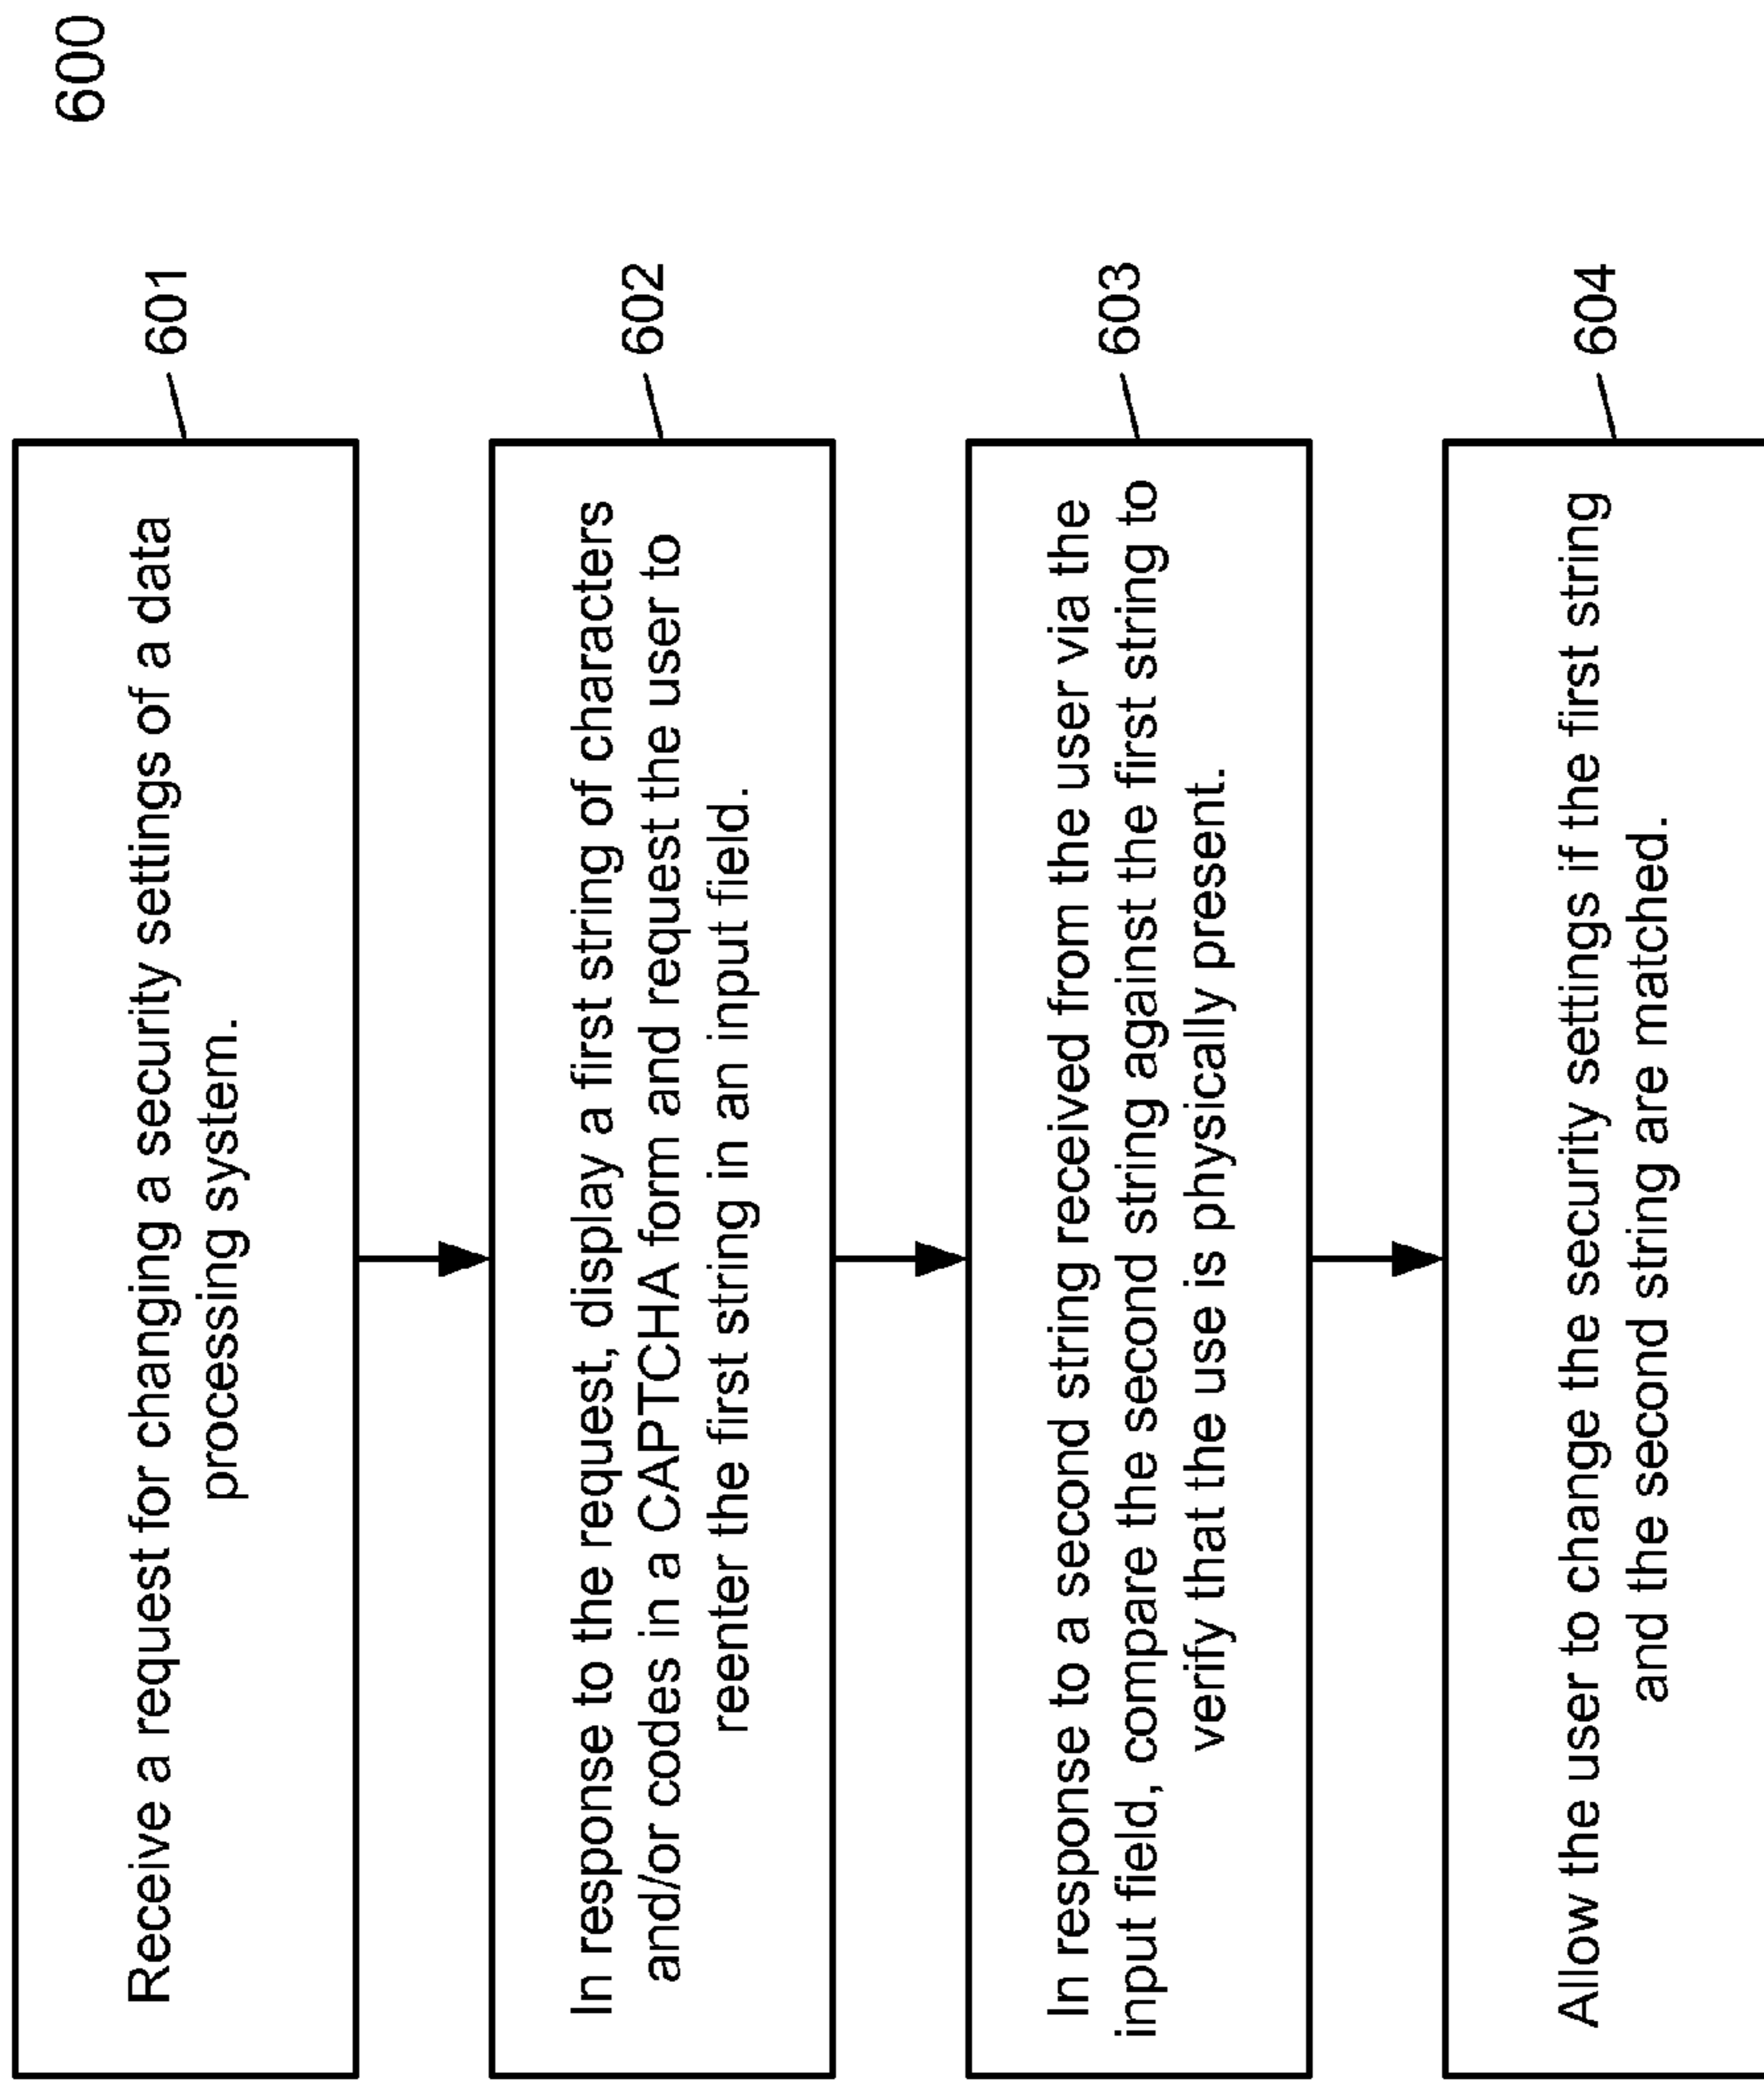 600
Receive a request for changing a security settings of a data
processing system.
601
In response to the request, display a first string of characters
and/or codes in a CAPTCHA form and request the user to
reenter the first string in an input field.
602
In response to a second string received from the user via the
input field, compare the second string against the first string to
verify that the use is physically present.
603
Allow the user to change the security settings if the first string
and the second string are matched.
604